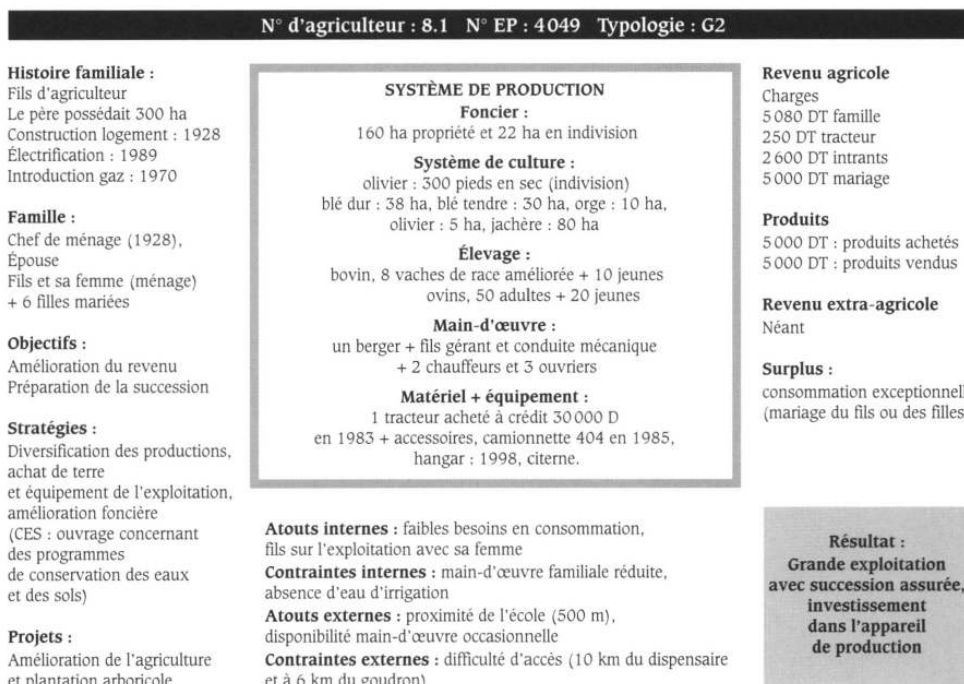 N° d'agriculteur : 8.1 N° EP : 4049 Typologie : G2
Histoire familiale :
Fils d'agriculteur
Le père possédait 300 ha
Construction logement : 1928
Électrification : 1989
Introduction gaz : 1970
Famille :
Chef de ménage (1928),
Épouse
Fils et sa femme (ménage)
+ 6 filles mariées
Objectifs :
Amélioration du revenu
Préparation de la succession
Stratégies :
Diversification des productions,
achat de terre
et équipement de l'exploitation,
amélioration foncière
(CES : ouvrage concernant
des programmes
de conservation des eaux
et des sols)
Projets :
Amélioration de l'agriculture
et plantation arboricole
SYSTÈME DE PRODUCTION
Foncier :
160 ha propriété et 22 ha en indivision
Système de culture :
olivier : 300 pieds en sec (indivision)
blé dur : 38 ha, blé tendre : 30 ha, orge : 10 ha,
olivier : 5 ha, jachère : 80 ha
Élevage :
bovin, 8 vaches de race améliorée + 10 jeunes
ovins, 50 adultes + 20 jeunes
Main-d'œuvre :
un berger + fils gérant et conduite mécanique
+ 2 chauffeurs et 3 ouvriers
Matériel + équipement :
1 tracteur acheté à crédit 30 000 D
en 1983 + accessoires, camionnette 404 en 1985,
hangar : 1998, citerne.
Atouts internes : faibles besoins en consommation,
fils sur l'exploitation avec sa femme
Contraintes internes : main-d'œuvre familiale réduite,
absence d'eau d'irrigation
Atouts externes : proximité de l'école (500 m),
disponibilité main-d'œuvre occasionnelle
Contraintes externes : difficulté d'accès (10 km du dispensaire
et à 6 km du goudron)
Revenu agricole
Charges
5 080 DT famille
250 DT tracteur
2 600 DT intrants
5 000 DT mariage
Produits
5 000 DT : produits achetés
5 000 DT : produits vendus
Revenu extra-agricole
Néant
Surplus :
consommation exceptionnell
(mariage du fils ou des filles
Résultat :
Grande exploitation
avec succession assurée,
investissement
dans l'appareil
de production